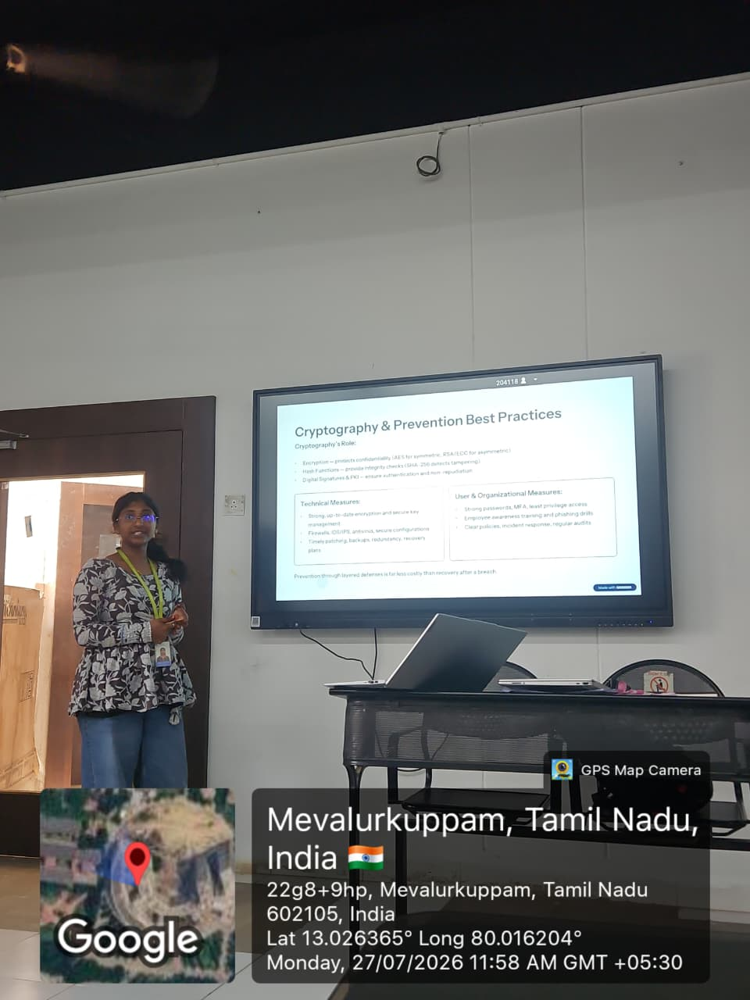 204118
Cryptography & Prevention Best Practices
Cryptography's Role:
Encryption — protects confidentiality (AES for symmetric, RSA/ECC for asymmetric)
Hash Functions — provide integrity checks (SHA-256 detects tampering)
Digital Signatures & PKI — ensure authentication and non-repudiation
Technical Measures:
Strong, up-to-date encryption and secure key
management
Firewalls, IDS/IPS, antivirus, secure configurations
Timely patching, backups, redundancy, recovery
plans
User & Organizational Measures:
Strong passwords, MFA, least privilege access
Employee awareness training and phishing drills
Clear policies, incident response, regular audits
Prevention through layered defenses is far less costly than recovery after a breach.
Made with
GPS Map Camera
Mevalurkuppam, Tamil Nadu,
India
22g8+9hp, Mevalurkuppam, Tamil Nadu
602105, India
Lat 13.026365° Long 80.016204°
Monday, 27/07/2026 11:58 AM GMT +05:30
Google